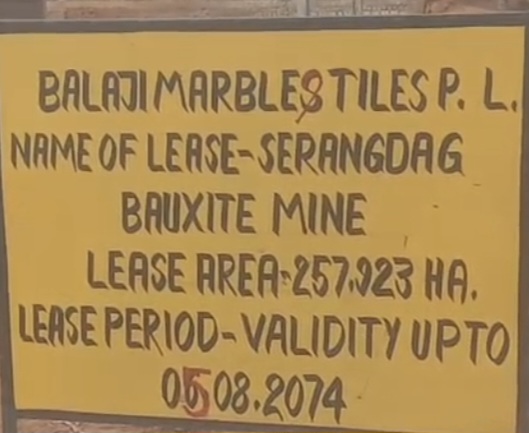 BALAJI MARBLE & TILES P. L.
NAME OF LEASE-SERANGDAG
BAUXITE MINE
LEASE AREA-257.923 HA.
LEASE PERIOD-VALIDITY UPTO
05 08.2074